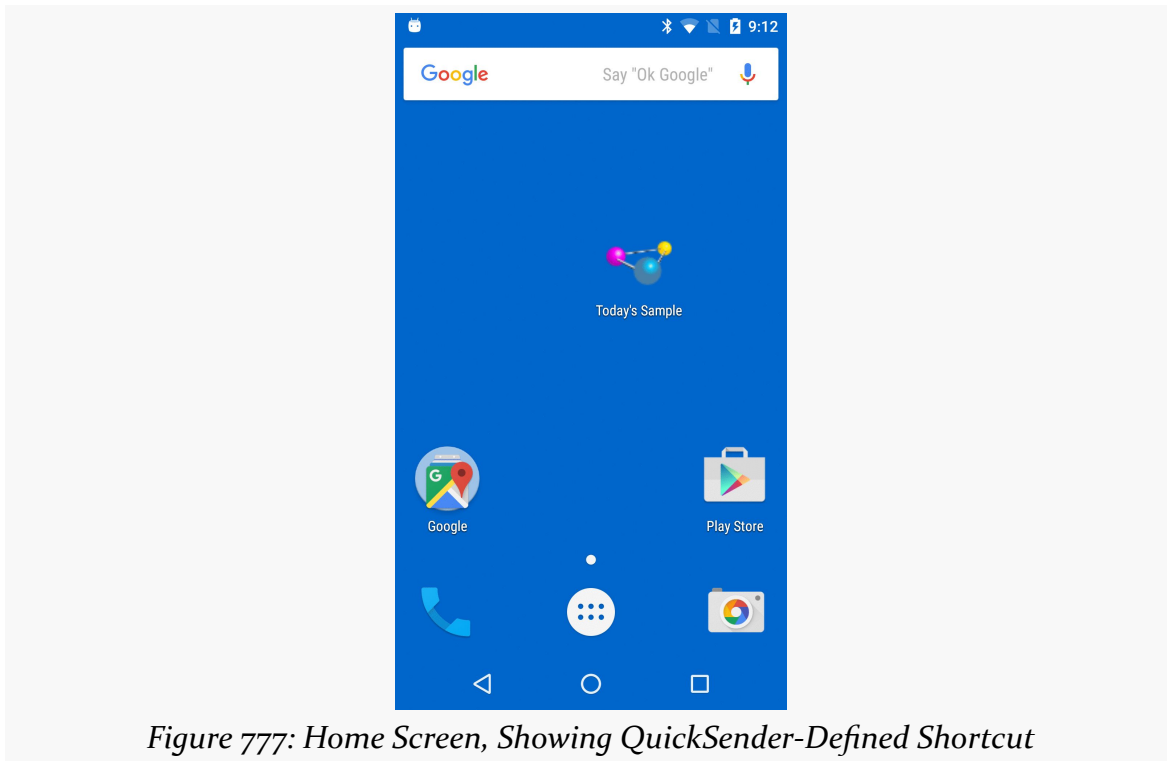 9:12
Google Say "Ok Google"
Today's Sample
G
Google Play Store
Figure 777: Home Screen, Showing QuickSender-Defined Shortcut